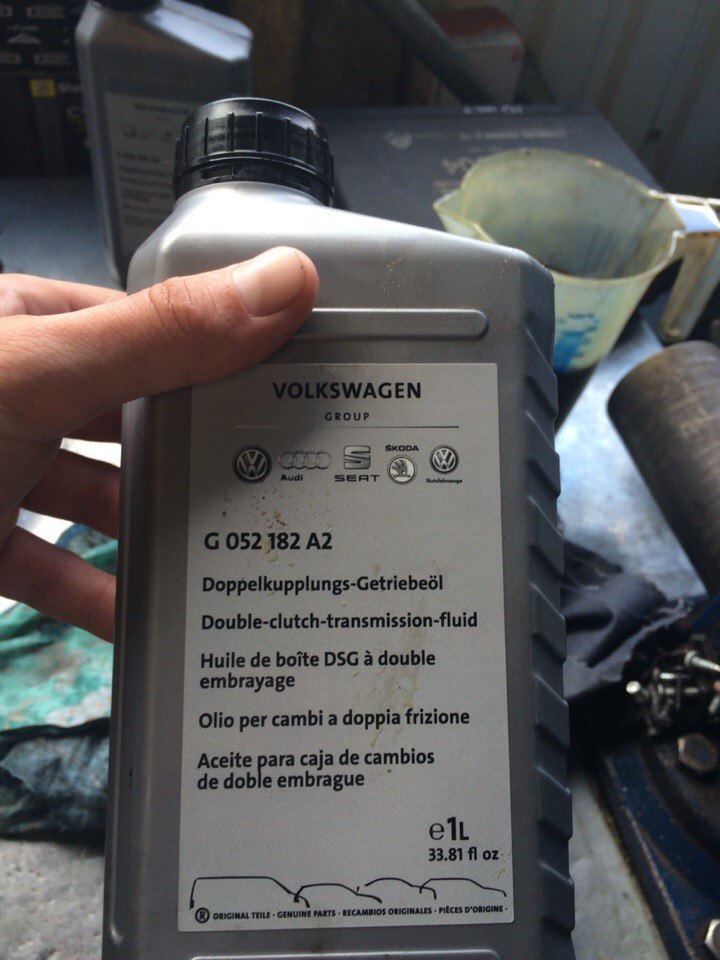 VOLKSWAGEN
GROUP
Audi
SEAT
ŠKODA
Nutzfahrzeuge
G 052 182 A2
Doppelkupplungs-Getriebeöl
Double-clutch-transmission-fluid
Huile de boîte DSG à double
embrayage
Olio per cambi a doppia frizione
Aceite para caja de cambios
de doble embrague
℮1L
33.81 fl oz
® ORIGINAL TEILE · GENUINE PARTS · RECAMBIOS ORIGINALES · PIÈCES D'ORIGINE ·
VOLKSWAGEN